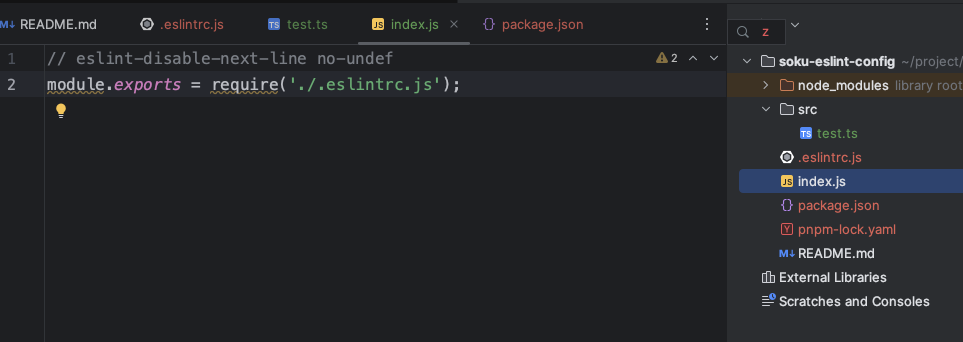 README.md
.eslintrc.js
TS test.ts
JS index.js
{} package.json
1 // eslint-disable-next-line no-undef
2
2 module.exports = require('./.eslintrc.js');
z
soku-eslint-config ~/project/
node_modules library root
src
TS test.ts
.eslintrc.js
JS index.js
{} package.json
Y pnpm-lock.yaml
M↓ README.md
External Libraries
Scratches and Consoles